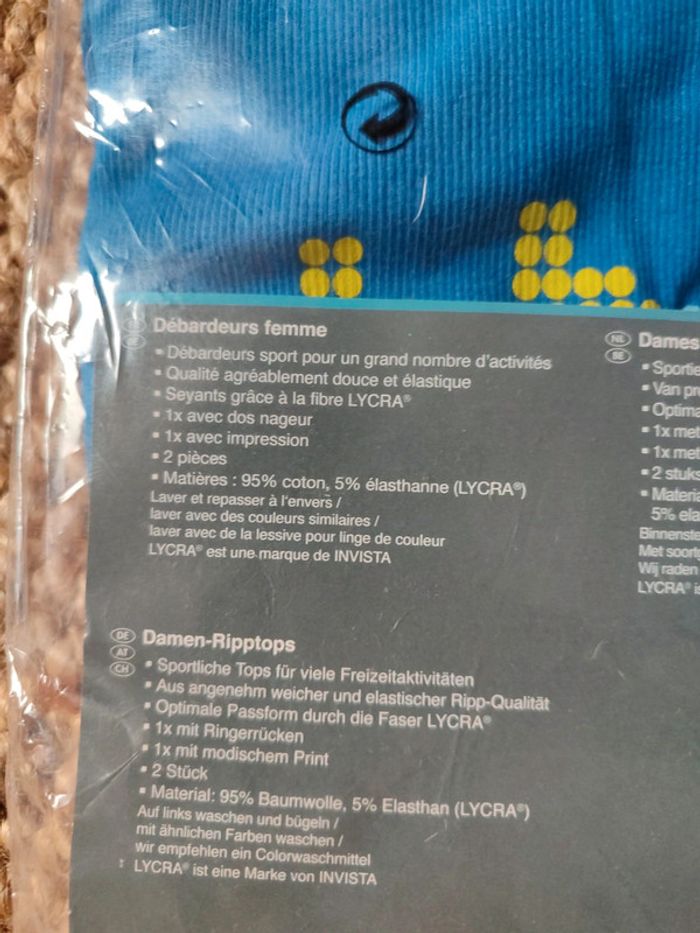 Débardeurs femme
▪ Débardeurs sport pour un grand nombre d'activités
▪ Qualité agréablement douce et élastique
▪ Seyants grâce à la fibre LYCRA®
▪ 1x avec dos nageur
▪ 1x avec impression
▪ 2 pièces
▪ Matières : 95% coton, 5% élasthanne (LYCRA®)
Laver et repasser à l'envers /
laver avec des couleurs similaires /
laver avec de la lessive pour linge de couleur
LYCRA® est une marque de INVISTA
NL
BE
Dames
▪ Sportie
▪ Van pr
▪ Optima
▪ 1x met
▪ 1x met
▪ 2 stuks
▪ Materia
5% ela
Binnenste
Met soort
Wij raden
LYCRA® is
DE
AT
CH
Damen-Ripptops
▪ Sportliche Tops für viele Freizeitaktivitäten
▪ Aus angenehm weicher und elastischer Ripp-Qualität
▪ Optimale Passform durch die Faser LYCRA®
▪ 1x mit Ringerrücken
▪ 1x mit modischem Print
▪ 2 Stück
▪ Material: 95% Baumwolle, 5% Elasthan (LYCRA®)
Auf links waschen und bügeln /
mit ähnlichen Farben waschen /
wir empfehlen ein Colorwaschmittel
LYCRA® ist eine Marke von INVISTA